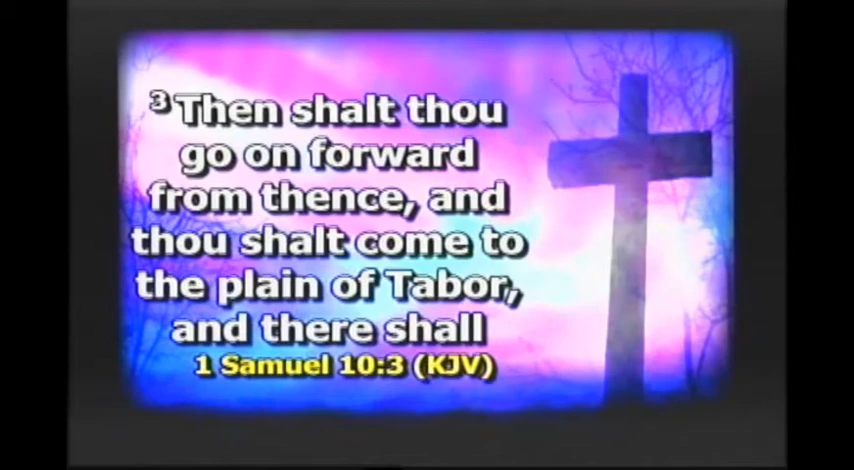 3 Then shalt thou
go on forward
from thence, and
thou shalt come to
the plain of Tabor,
and there shall
1 Samuel 10:3 (KJV)